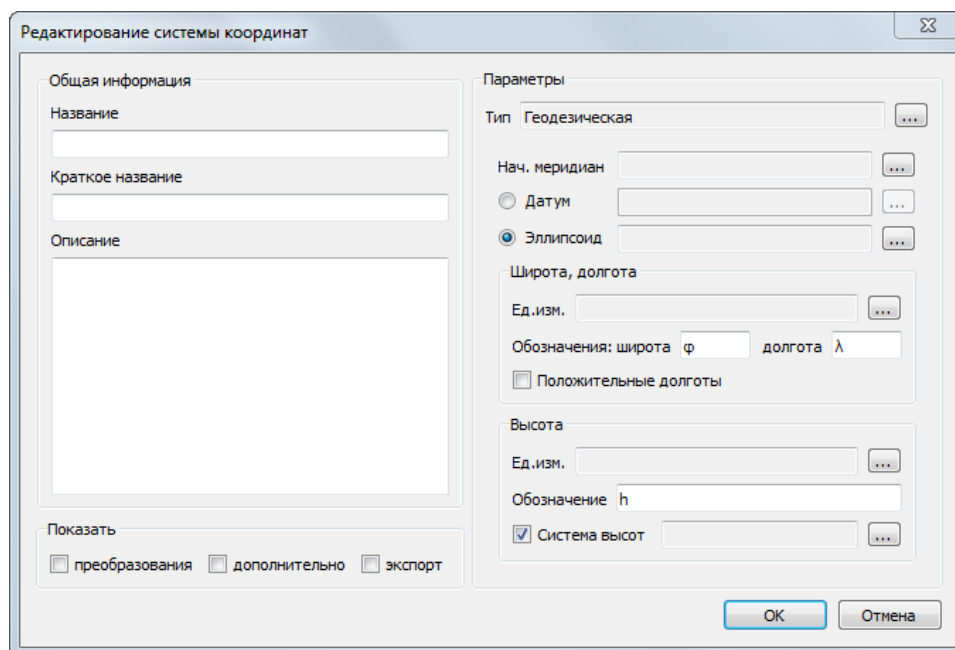 Редактирование системы координат
Общая информация
Название
Краткое название
Описание
Показать
преобразования дополнительно экспорт
Параметры
Тип Геодезическая ...
Нач. меридиан ...
Датум ...
Эллипсоид ...
Широта, долгота
Ед.изм. ...
Обозначения: широта φ долгота λ
Положительные долготы
Высота
Ед.изм. ...
Обозначение h
Система высот ...
OK Отмена